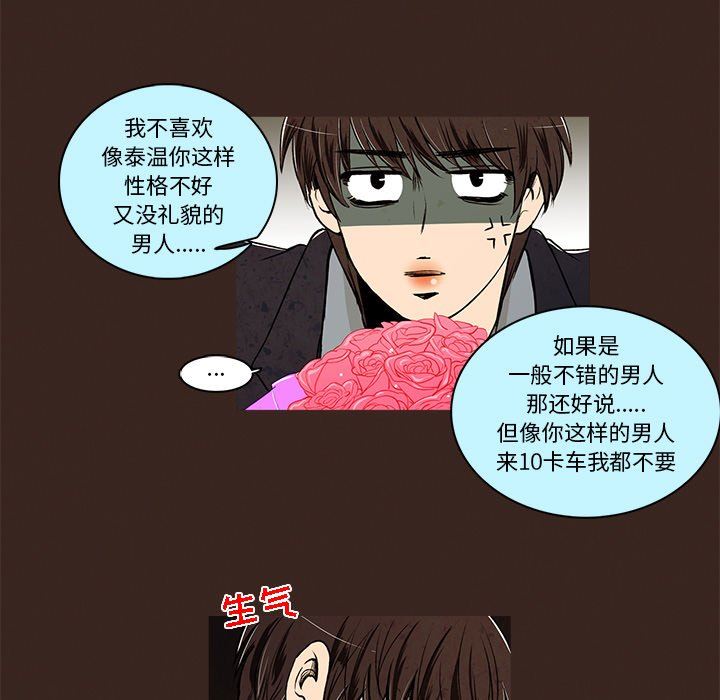 我不喜欢
像泰温你这样
性格不好
又没礼貌的
男人.....
...
如果是
一般不错的男人
那还好说.....
但像你这样的男人
来10卡车我都不要
生气